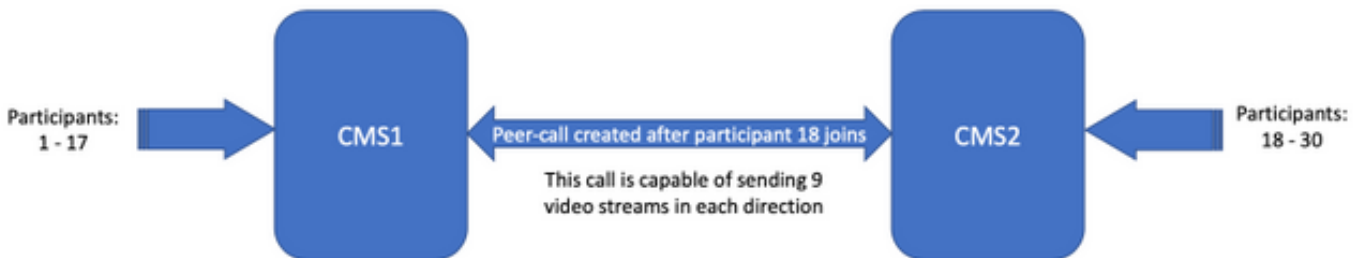 Participants:
1 - 17
CMS1
Peer-call created after participant 18 joins
This call is capable of sending 9
video streams in each direction
CMS2
Participants:
18 - 30